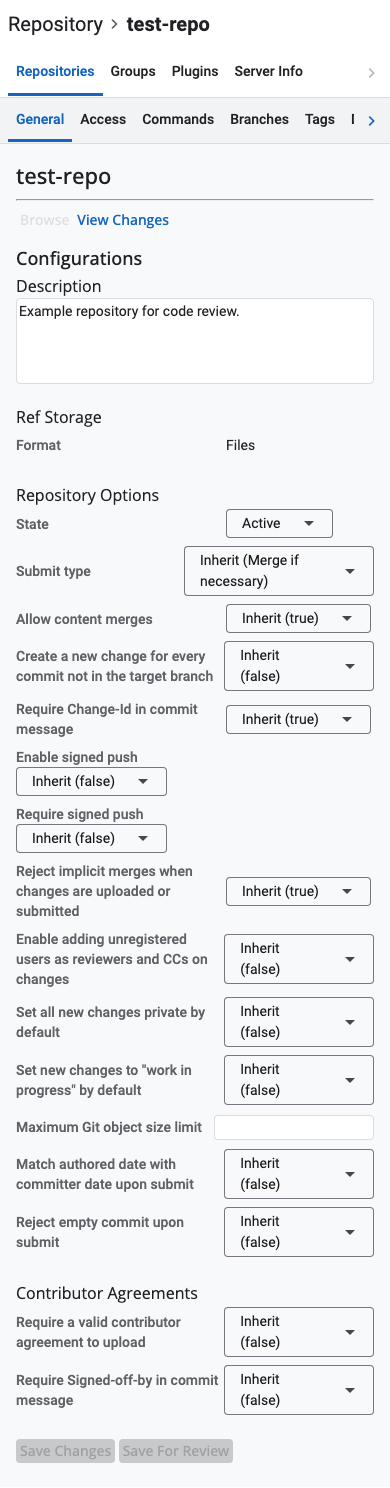 Repository > test-repo
Repositories Groups Plugins Server Info
General Access Commands Branches Tags
test-repo
Browse View Changes
Configurations
Description
Example repository for code review.
Ref Storage
Format Files
Repository Options
State Active
Submit type Inherit (Merge if
necessary)
Allow content merges Inherit (true)
Create a new change for every
commit not in the target branch
Inherit
(false)
Require Change-Id in commit
message
Inherit (true)
Enable signed push
Inherit (false)
Require signed push
Inherit (false)
Reject implicit merges when
changes are uploaded or
submitted
Inherit (true)
Enable adding unregistered
users as reviewers and CCs on
changes
Inherit
(false)
Set all new changes private by
default
Inherit
(false)
Set new changes to "work in
progress" by default
Inherit
(false)
Maximum Git object size limit
Match authored date with
committer date upon submit
Inherit
(false)
Reject empty commit upon
submit
Inherit
(false)
Contributor Agreements
Require a valid contributor
agreement to upload
Inherit
(false)
Require Signed-off-by in commit
message
Inherit
(false)
Save Changes Save For Review